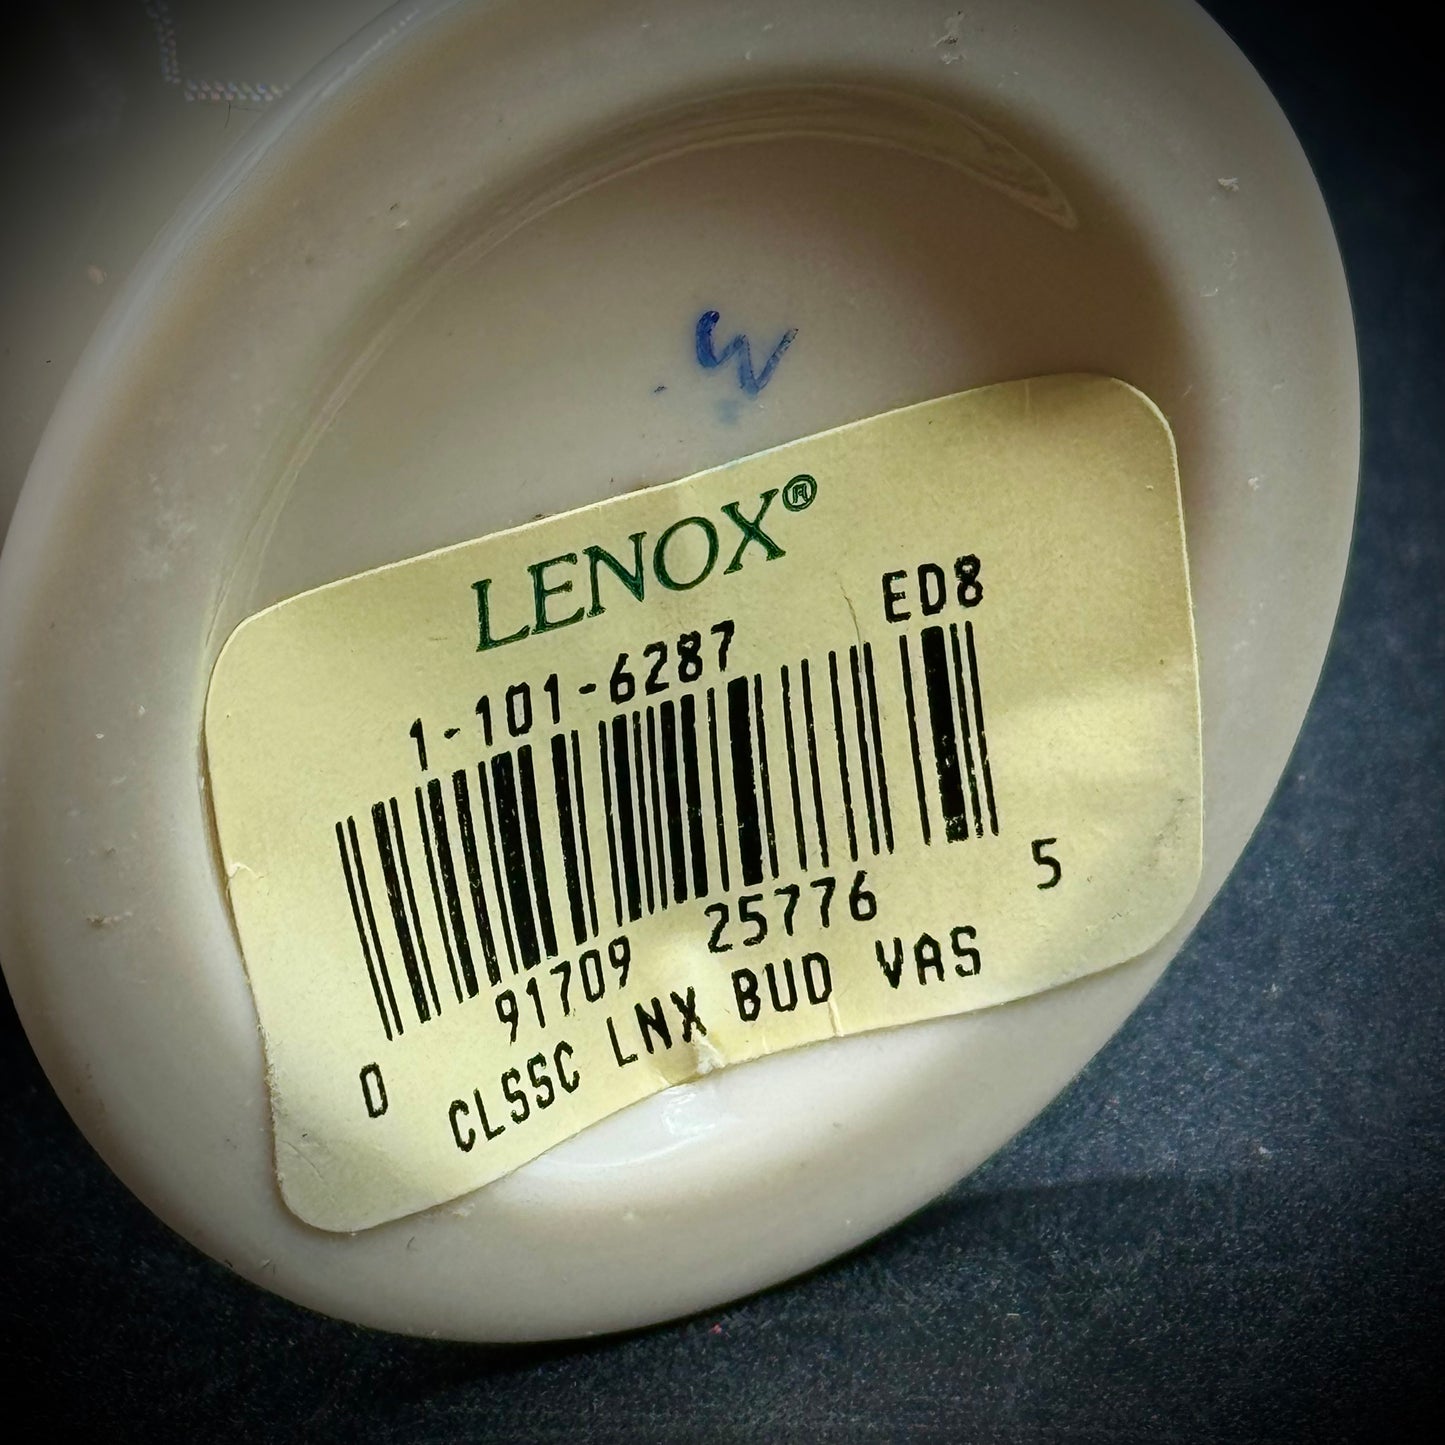 LENOX®
1-101-6287 ED8
0 91709 25776 5
CLSSC LNX BUD VAS